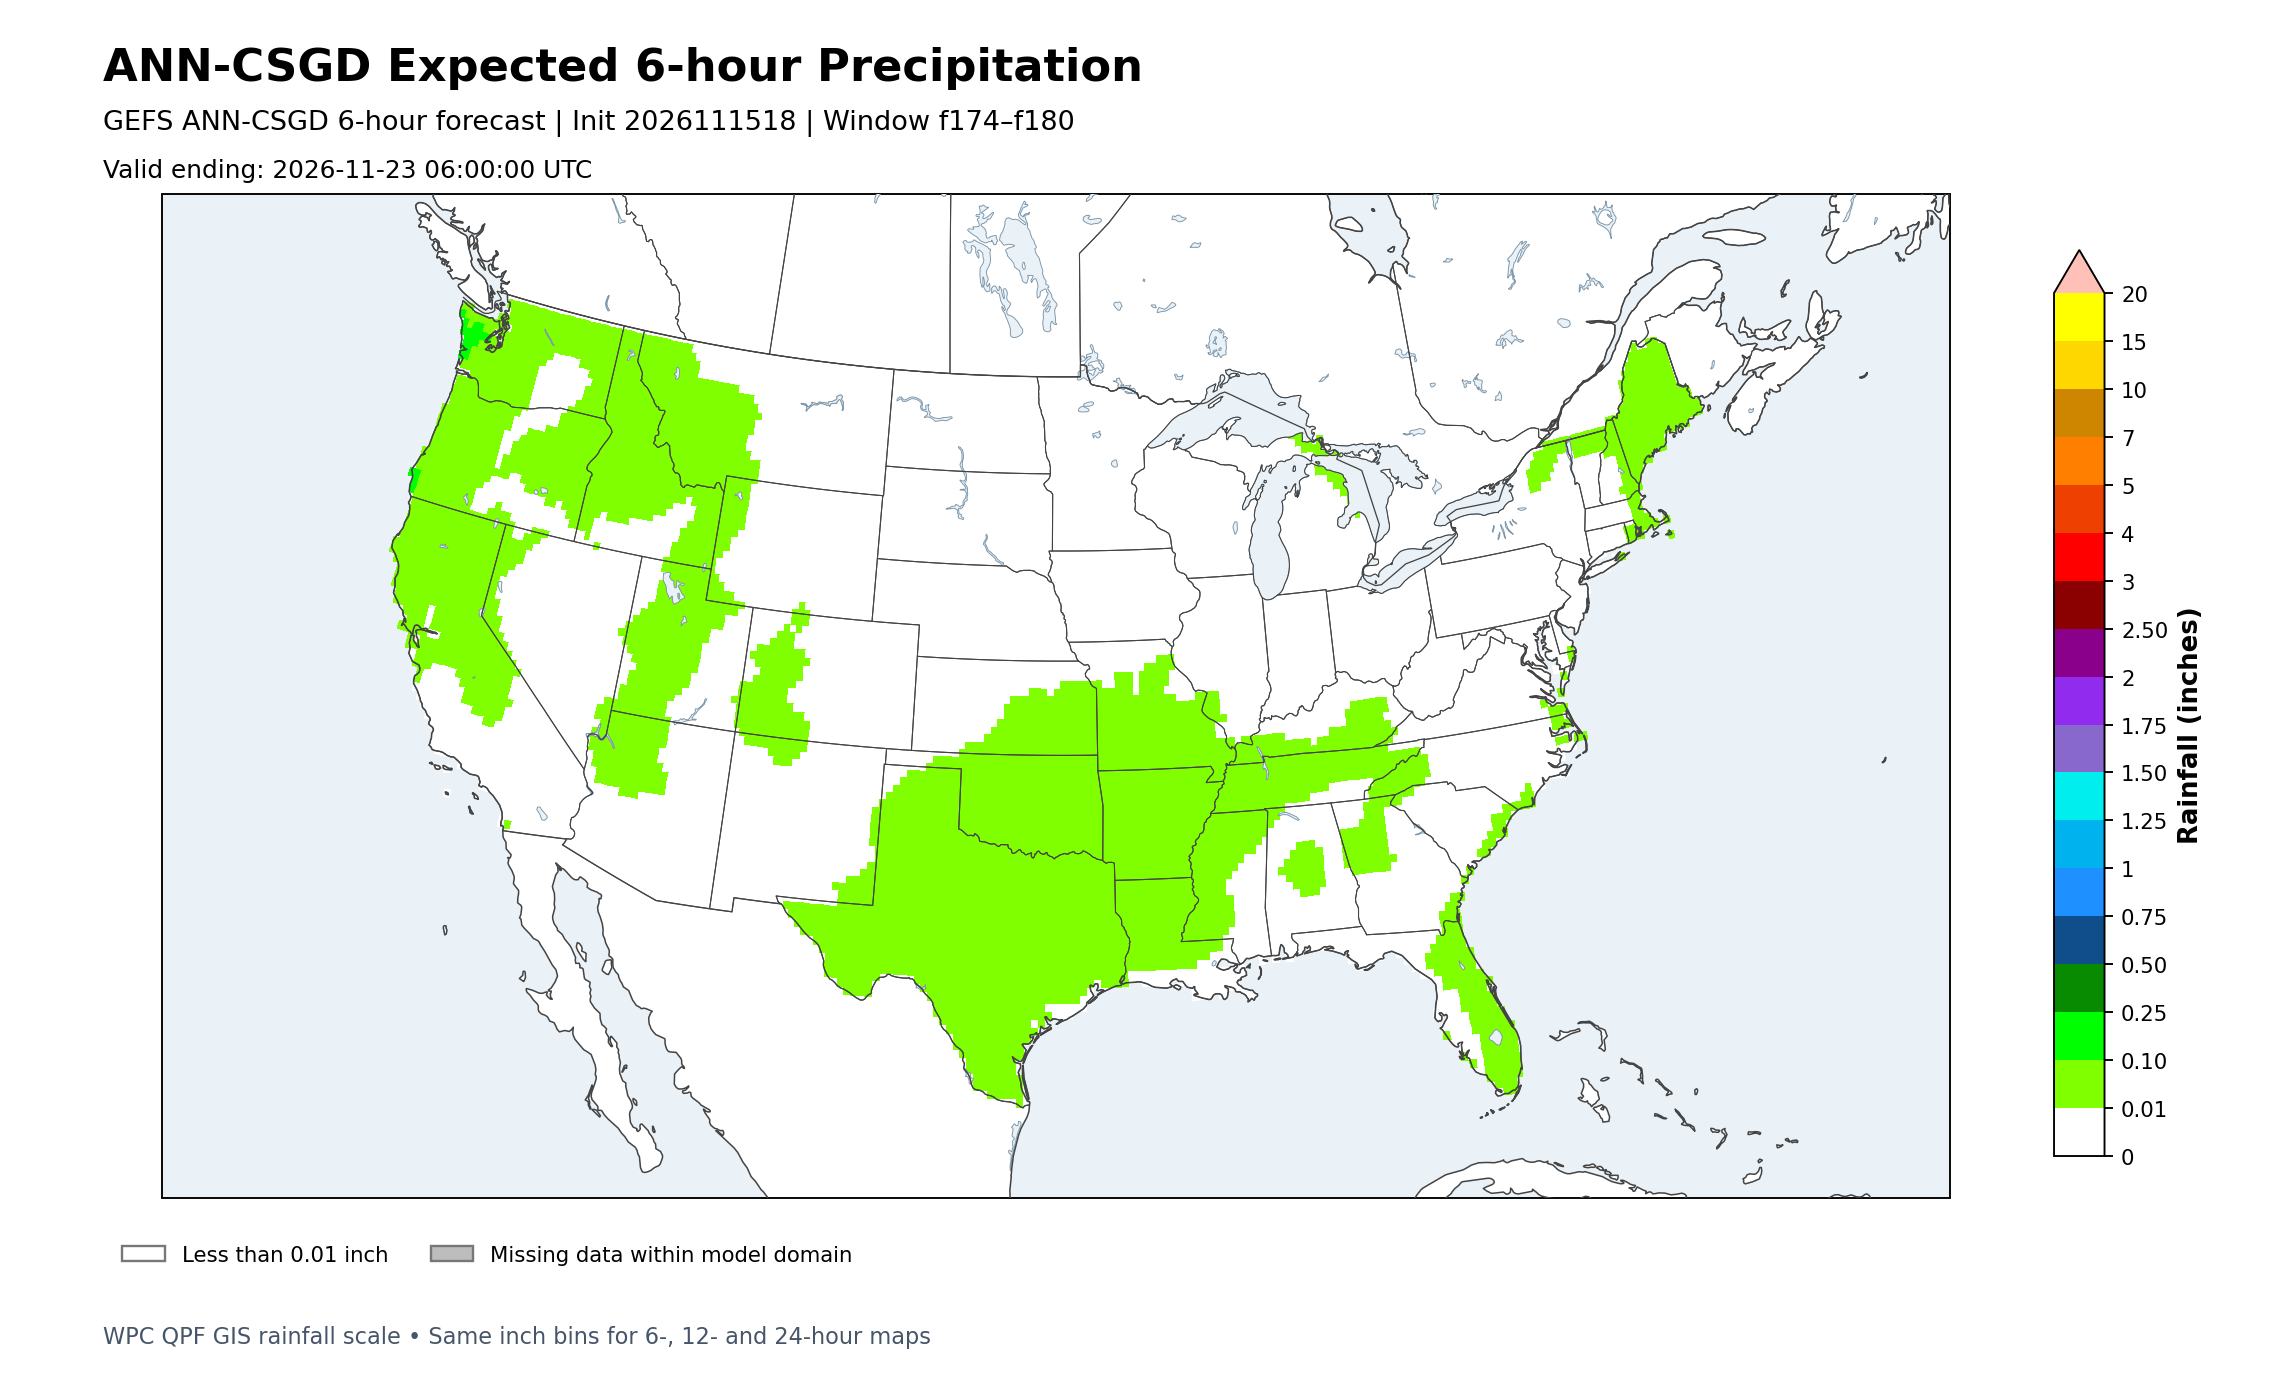 ANN-CSGD Expected 6-hour Precipitation
GEFS ANN-CSGD 6-hour forecast | Init 2026111518 | Window f174–f180
Valid ending: 2026-11-23 06:00:00 UTC
20
15
10
7
5
4
3
2.50
2
1.75
1.50
1.25
1
0.75
0.50
0.25
0.10
0.01
0
Rainfall (inches)
Less than 0.01 inch
Missing data within model domain
WPC QPF GIS rainfall scale • Same inch bins for 6-, 12- and 24-hour maps